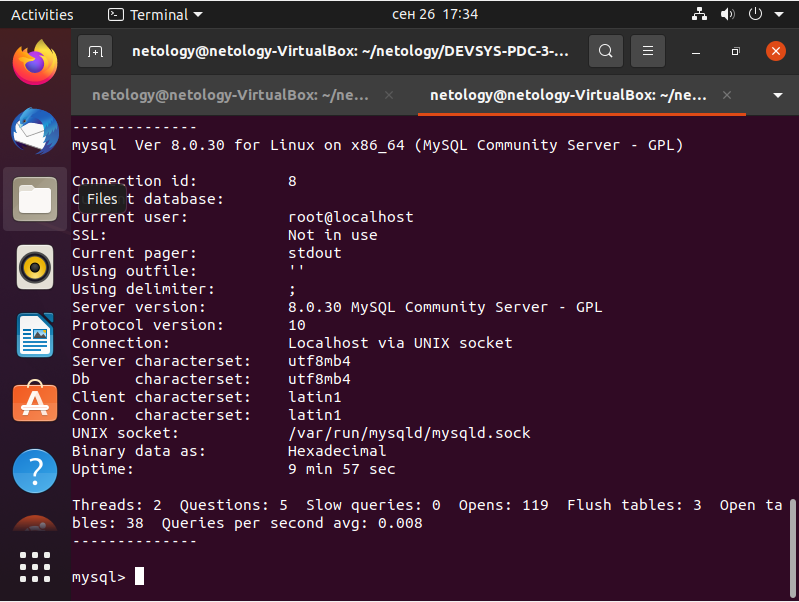 Activities Terminal сен 26 17:34
netology@netology-VirtualBox: ~/netology/DEVSYS-PDC-3-...
netology@netology-VirtualBox: ~/ne... netology@netology-VirtualBox: ~/ne...
--------------
mysql  Ver 8.0.30 for Linux on x86_64 (MySQL Community Server - GPL)
Connection id:          8
Files
database:
Current user:           root@localhost
SSL:                    Not in use
Current pager:          stdout
Using outfile:          ''
Using delimiter:        ;
Server version:         8.0.30 MySQL Community Server - GPL
Protocol version:       10
Connection:             Localhost via UNIX socket
Server characterset:    utf8mb4
Db     characterset:    utf8mb4
Client characterset:    latin1
Conn.  characterset:    latin1
UNIX socket:            /var/run/mysqld/mysqld.sock
Binary data as:         Hexadecimal
Uptime:                 9 min 57 sec
Threads: 2  Questions: 5  Slow queries: 0  Opens: 119  Flush tables: 3  Open ta
bles: 38  Queries per second avg: 0.008
--------------
mysql>